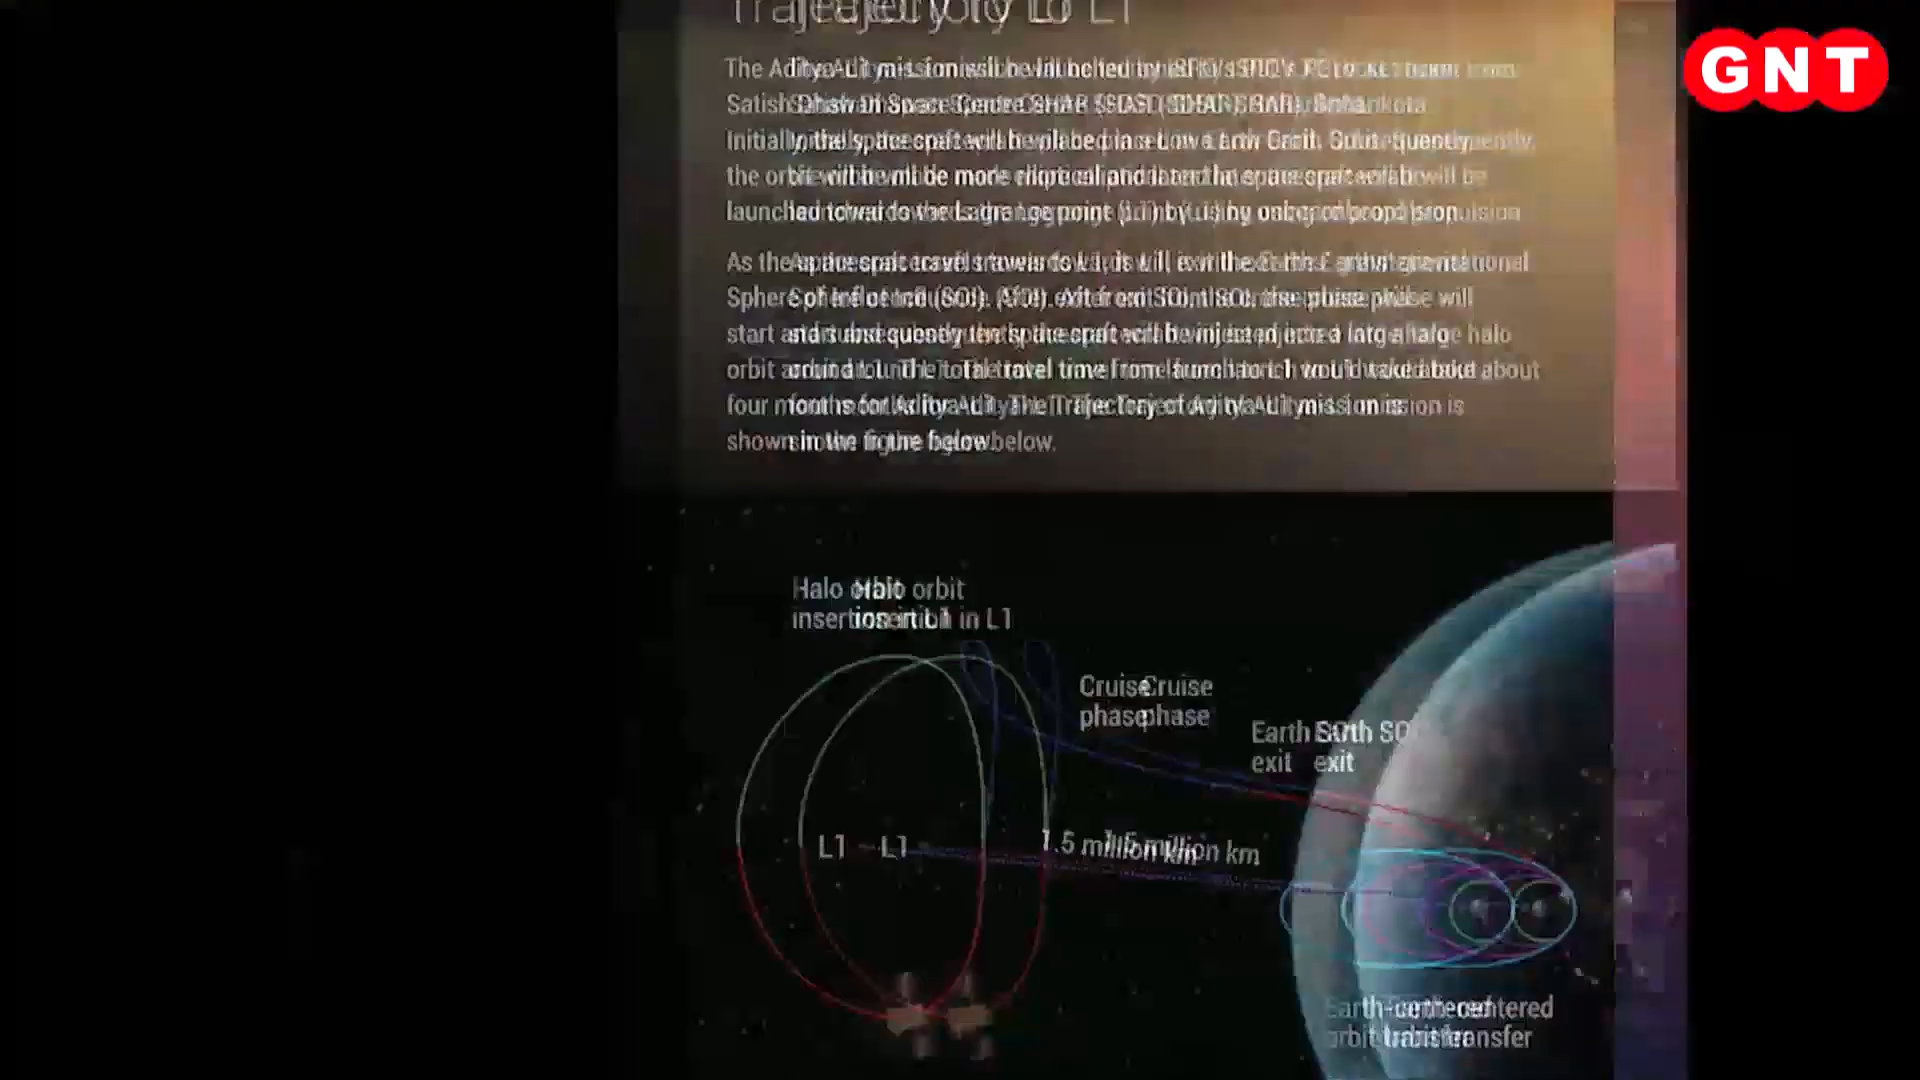 Trajectory to L1
GNT
The Aditya-L1 mission will be launched by ISRO's PSLV XL rocket from
Satish Dhawan Space Centre SHAR (SDSC-SHAR), Sriharikota
Initially, the spacecraft will be placed in a Low Earth Orbit. Subsequently,
the orbit will be made more elliptical and later the spacecraft will be
launched towards the Lagrange point (L1) by using onboard propulsion
As the spacecraft travels towards L1, it will exit the Earth's gravitational
Sphere of Influence (SOI). After exit from SOI, the cruise phase will
start and subsequently the spacecraft will be injected into a large halo
orbit around L1. The total travel time from launch to L1 would take about
four months for Aditya-L1. The Trajectory of Aditya-L1 mission is
shown in the figure below.
Halo orbit
insertion in L1
Cruise
phase
Earth SOI
exit
L1
1.5 million km
Earth-centered
orbit transfer